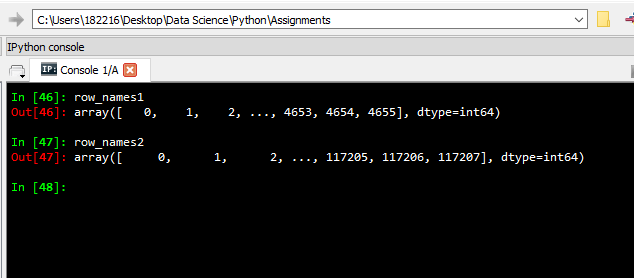 C:\Users\182216\Desktop\Data Science\Python\Assignments
IPython console
IP: Console 1/A
In [46]: row_names1
Out[46]: array([   0,    1,    2, ..., 4653, 4654, 4655], dtype=int64)
In [47]: row_names2
Out[47]: array([     0,      1,      2, ..., 117205, 117206, 117207], dtype=int64)
In [48]: